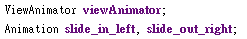 ViewAnimator viewAnimator;
Animation slide_in_left, slide_out_right;